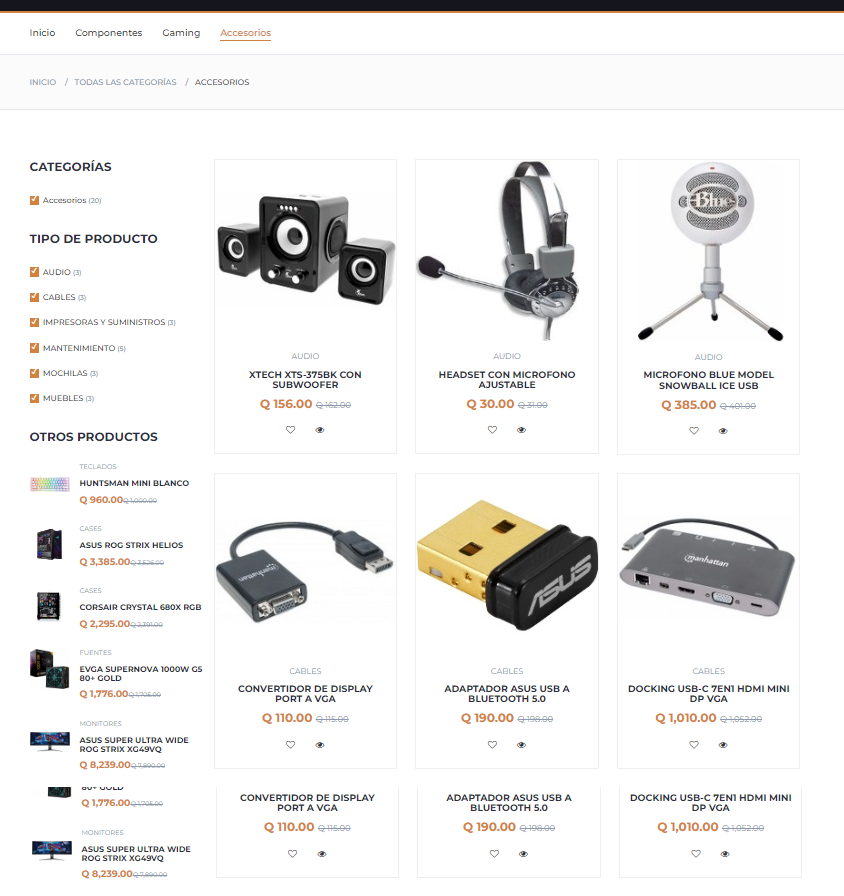 Inicio Componentes Gaming Accesorios
INICIO / TODAS LAS CATEGORÍAS / ACCESORIOS
CATEGORÍAS
Accesorios (20)
TIPO DE PRODUCTO
AUDIO (3)
CABLES (3)
IMPRESORAS Y SUMINISTROS (3)
MANTENIMIENTO (5)
MOCHILAS (3)
MUEBLES (3)
OTROS PRODUCTOS
TECLADOS
HUNTSMAN MINI BLANCO
Q 960.00 Q 1,000.00
CASES
ASUS ROG STRIX HELIOS
Q 3,385.00 Q 3,526.00
CASES
CORSAIR CRYSTAL 680X RGB
Q 2,295.00 Q 2,391.00
FUENTES
EVGA SUPERNOVA 1000W G5
80+ GOLD
Q 1,776.00
MONITORES
ASUS SUPER ULTRA WIDE
ROG STRIX XG49VQ
Q 8,239.00 Q 7,890.00
80+ GOLD
Q 1,776.00
MONITORES
ASUS SUPER ULTRA WIDE
ROG STRIX XG49VQ
Q 8,239.00 Q 7,890.00
AUDIO
XTECH XTS-375BK CON
SUBWOOFER
Q 156.00 Q 162.00
AUDIO
HEADSET CON MICROFONO
AJUSTABLE
Q 30.00 Q 31.00
Blue
AUDIO
MICROFONO BLUE MODEL
SNOWBALL ICE USB
Q 385.00 Q 401.00
manhattan
CABLES
CONVERTIDOR DE DISPLAY
PORT A VGA
Q 110.00 Q 115.00
ASUS
CABLES
ADAPTADOR ASUS USB A
BLUETOOTH 5.0
Q 190.00 Q 198.00
manhattan
CABLES
DOCKING USB-C 7EN1 HDMI MINI
DP VGA
Q 1,010.00 Q 1,052.00
CONVERTIDOR DE DISPLAY
PORT A VGA
Q 110.00 Q 115.00
ADAPTADOR ASUS USB A
BLUETOOTH 5.0
Q 190.00 Q 198.00
DOCKING USB-C 7EN1 HDMI MINI
DP VGA
Q 1,010.00 Q 1,052.00